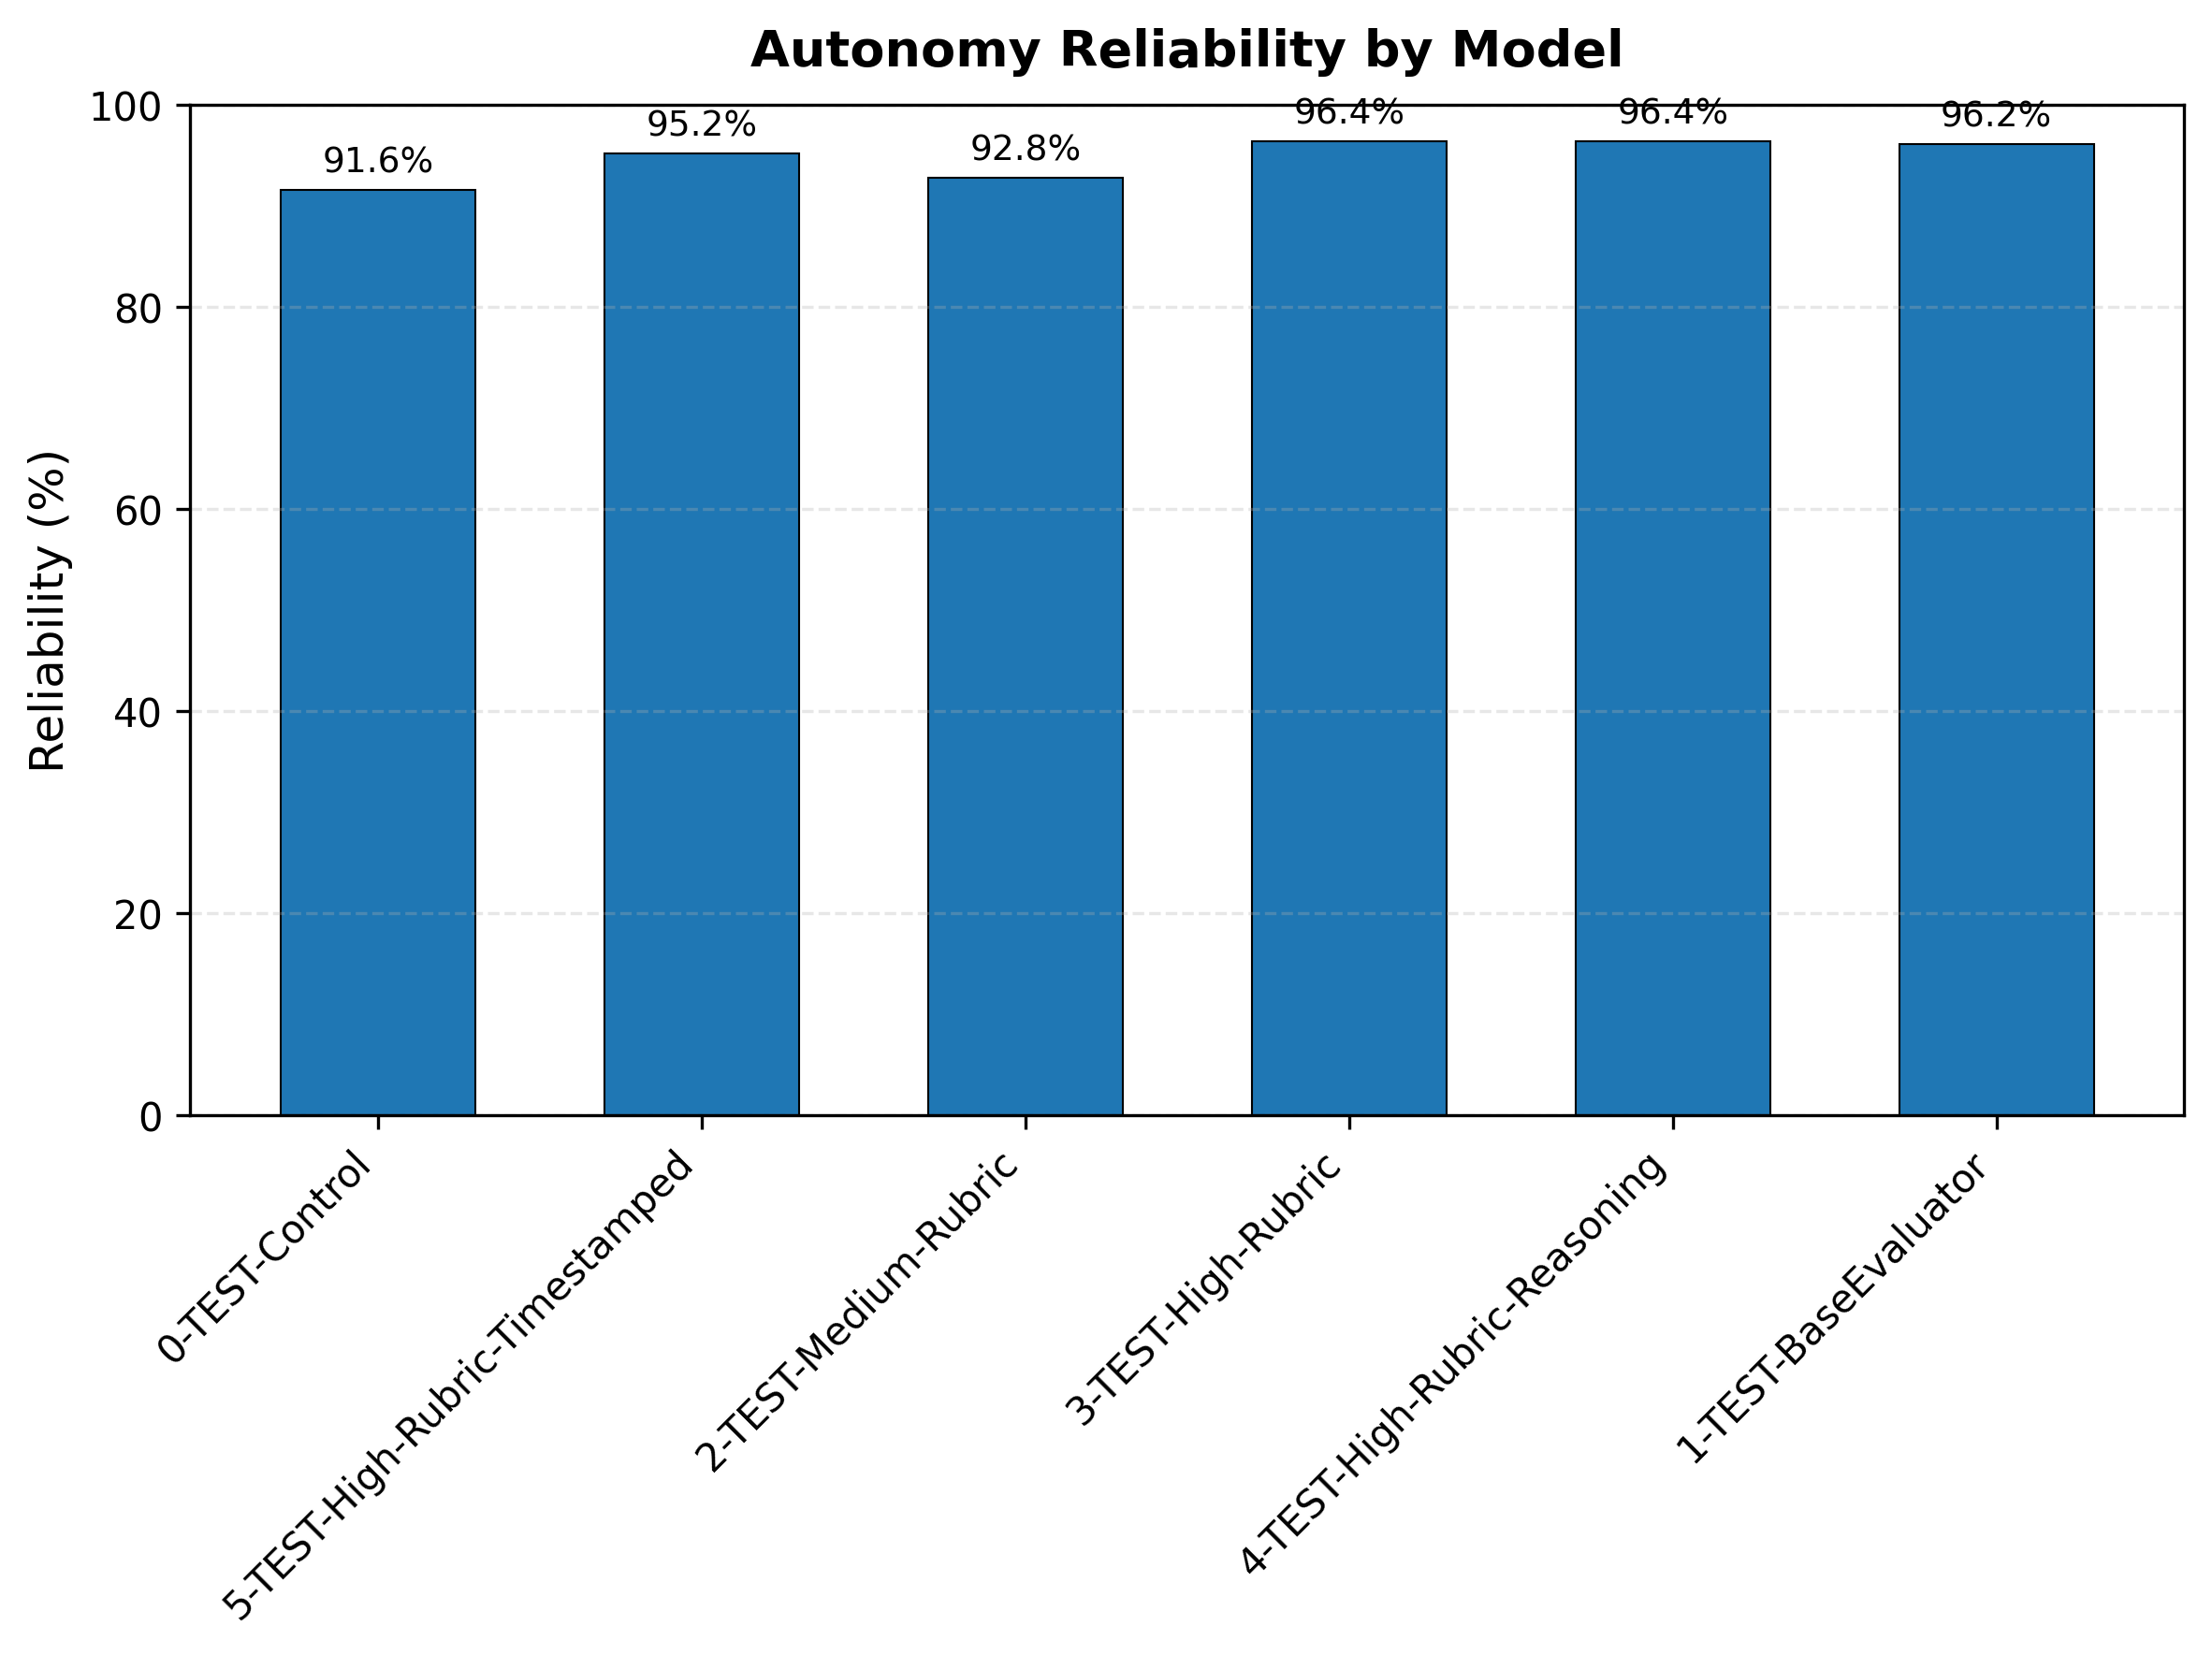 Autonomy Reliability by Model
Reliability (%)
100
80
60
40
20
0
91.6%
95.2%
92.8%
96.4%
96.4%
96.2%
0-TEST-Control
5-TEST-High-Rubric-Timestamped
2-TEST-Medium-Rubric
3-TEST-High-Rubric
4-TEST-High-Rubric-Reasoning
1-TEST-BaseEvaluator